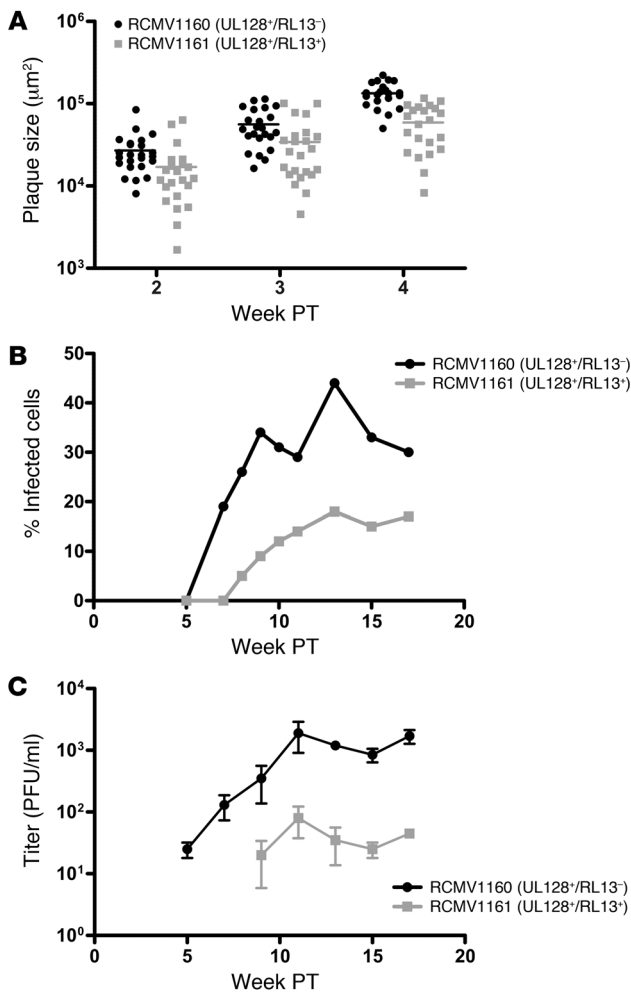 A
RCMV1160 (UL128⁺/RL13⁻)
RCMV1161 (UL128⁺/RL13⁺)
Plaque size (μm²)
10⁶
10⁵
10⁴
10³
2 3 4
Week PT
B
RCMV1160 (UL128⁺/RL13⁻)
RCMV1161 (UL128⁺/RL13⁺)
% Infected cells
50
40
30
20
10
0
0 5 10 15 20
Week PT
C
Titer (PFU/ml)
10⁴
10³
10²
10¹
10⁰
RCMV1160 (UL128⁺/RL13⁻)
RCMV1161 (UL128⁺/RL13⁺)
0 5 10 15 20
Week PT